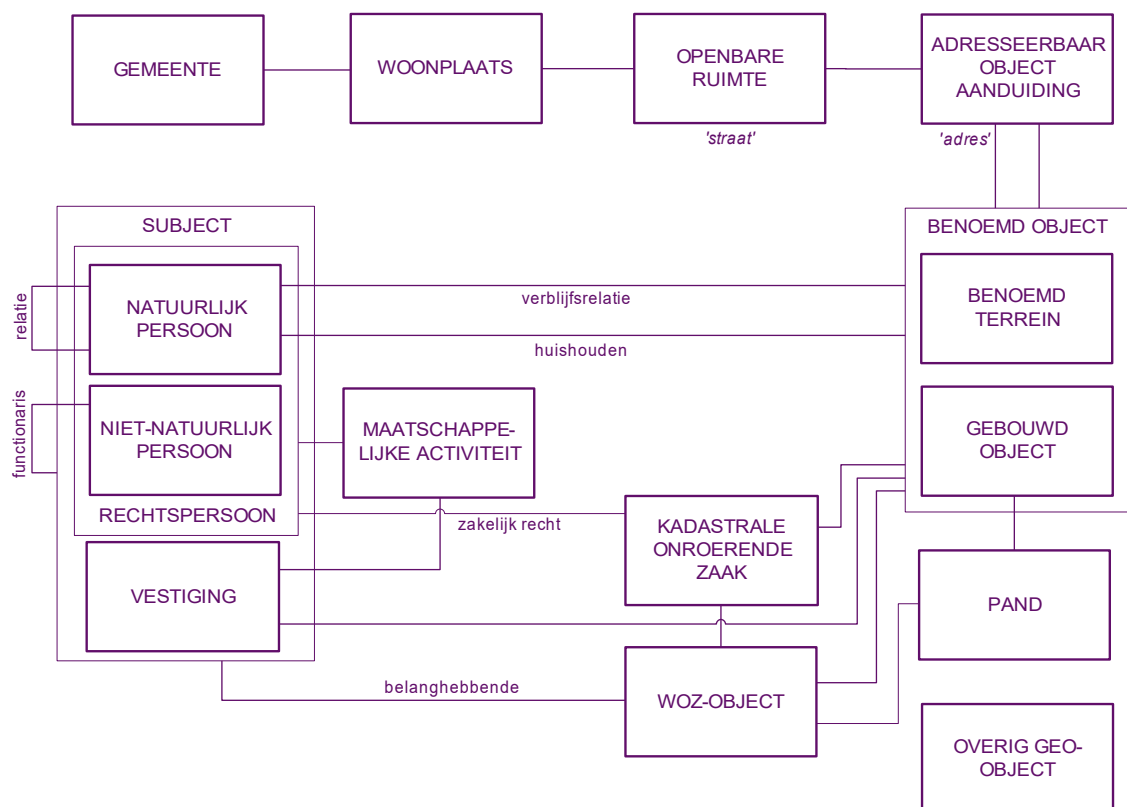 GEMEENTE
WOONPLAATS
OPENBARE
RUIMTE
'straat'
ADRESSEERBAAR
OBJECT
AANDUIDING
'adres'
SUBJECT
BENOEMD OBJECT
relatie
NATUURLIJK
PERSOON
verblijfsrelatie
huishouden
BENOEMD
TERREIN
functionaris
NIET-NATUURLIJK
PERSOON
MAATSCHAPPE-
LIJKE ACTIVITEIT
GEBOUWD
OBJECT
RECHTSPERSOON
zakelijk recht
KADASTRALE
ONROERENDE
ZAAK
VESTIGING
PAND
belanghebbende
WOZ-OBJECT
OVERIG GEO-
OBJECT